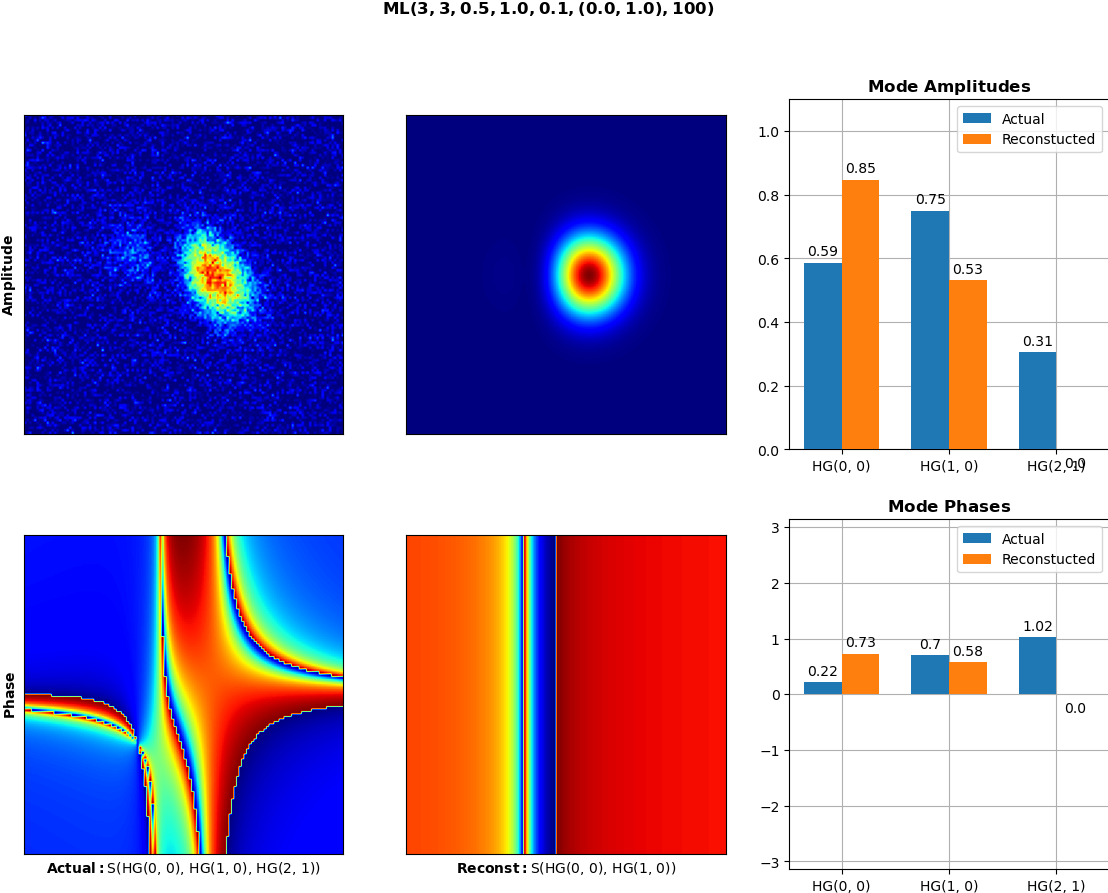 ML(3, 3, 0.5, 1.0, 0.1, (0.0, 1.0), 100)
Amplitude
Mode Amplitudes
Actual
Reconstucted
1.0
0.8
0.6
0.4
0.2
0.0
0.59
0.85
0.75
0.53
0.31
0.0
HG(0, 0)
HG(1, 0)
HG(2, 1)
Phase
Actual: S(HG(0, 0), HG(1, 0), HG(2, 1))
Reconst: S(HG(0, 0), HG(1, 0))
Mode Phases
Actual
Reconstucted
3
2
1
0
−1
−2
−3
0.22
0.73
0.7
0.58
1.02
0.0
HG(0, 0)
HG(1, 0)
HG(2, 1)